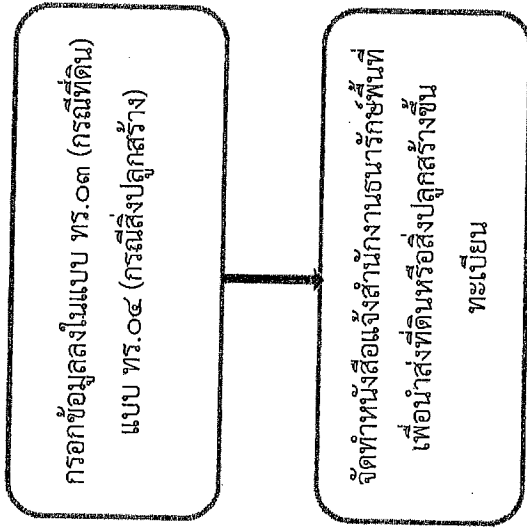 กรอกข้อมูลลงในแบบ ทร.๐๓ (กรณีที่ดิน)
แบบ ทร.๐๔ (กรณีสิ่งปลูกสร้าง)
จัดทำหนังสือแจ้งสำนักงานธนารักษ์พื้นที่
เพื่อนำส่งที่ดินหรือสิ่งปลูกสร้างขึ้น
ทะเบียน